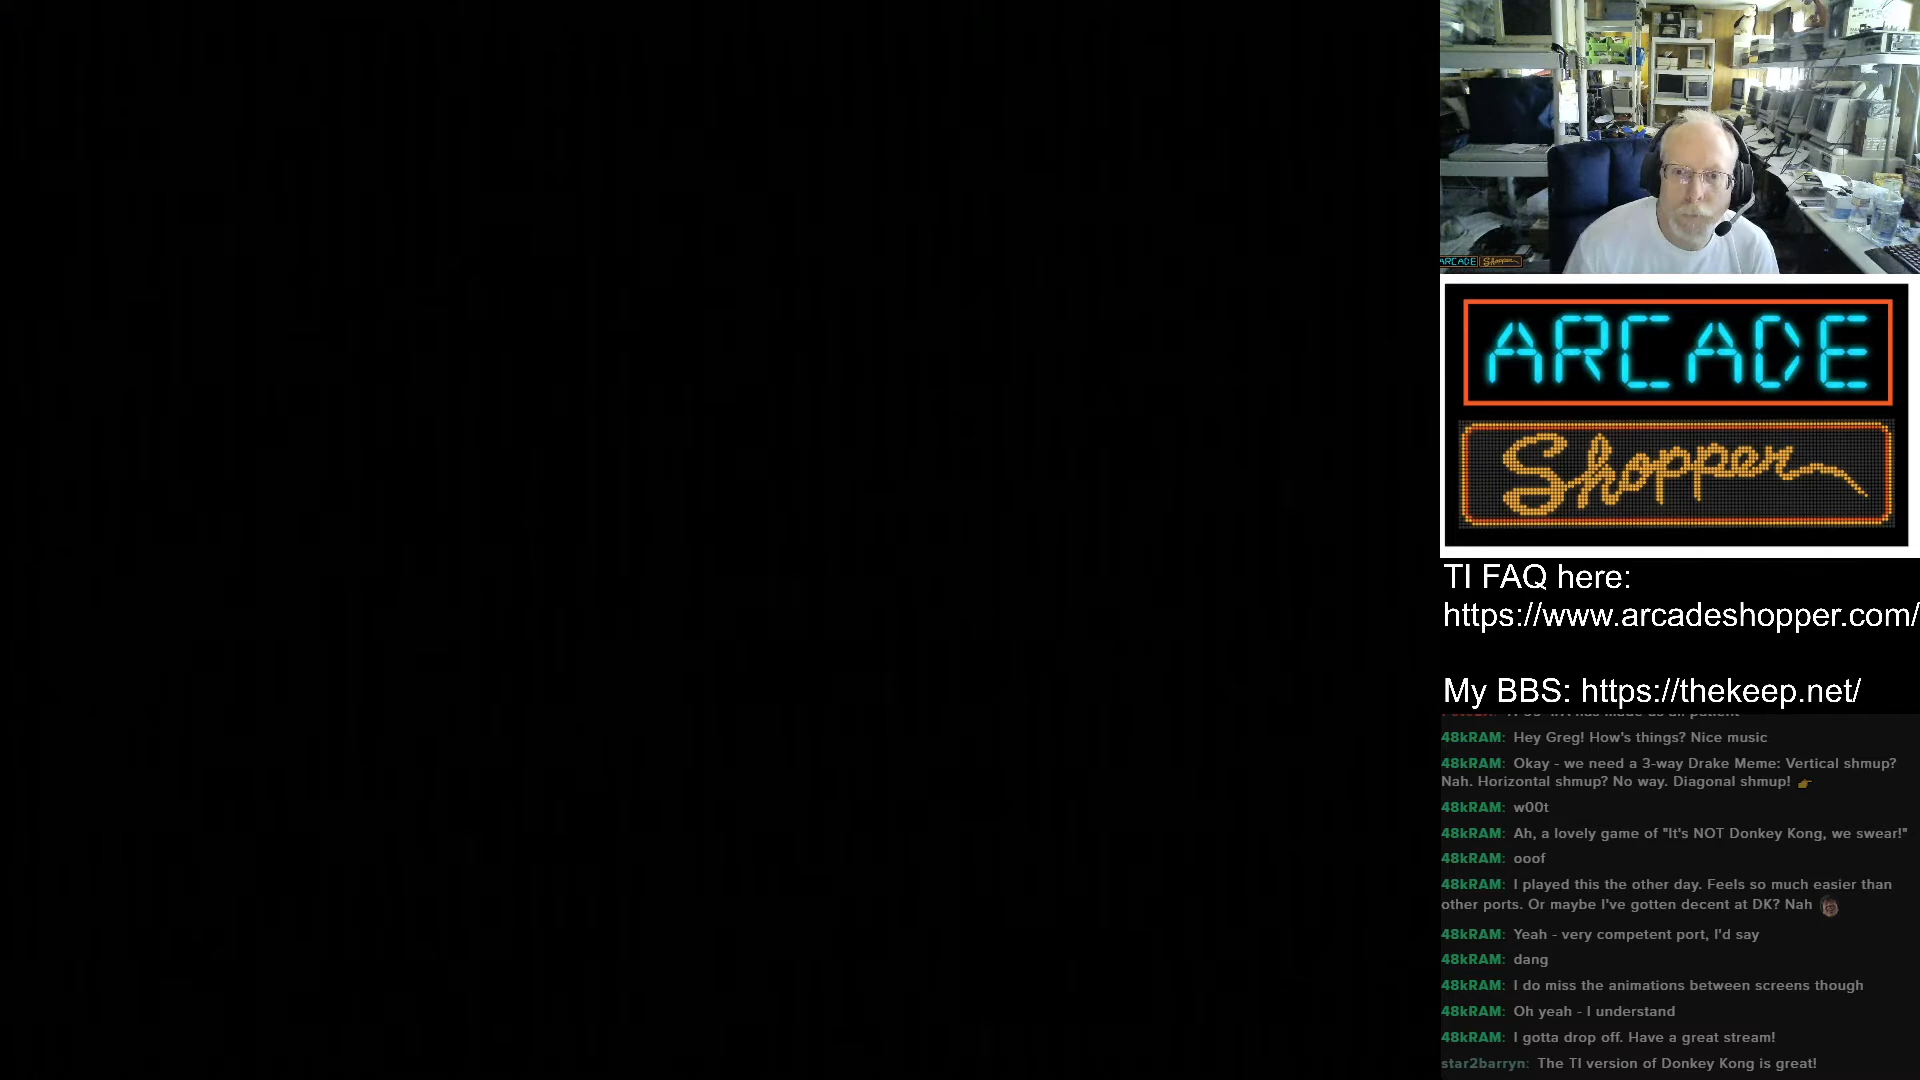 ARCADE Shopper
ARCADE
Shopper
TI FAQ here:
https://www.arcadeshopper.com/
My BBS: https://thekeep.net/
48kRAM: Hey Greg! How's things? Nice music
48kRAM: Okay - we need a 3-way Drake Meme: Vertical shmup?
Nah. Horizontal shmup? No way. Diagonal shmup!
48kRAM: w00t
48kRAM: Ah, a lovely game of "It's NOT Donkey Kong, we swear!"
48kRAM: ooof
48kRAM: I played this the other day. Feels so much easier than
other ports. Or maybe I've gotten decent at DK? Nah
48kRAM: Yeah - very competent port, I'd say
48kRAM: dang
48kRAM: I do miss the animations between screens though
48kRAM: Oh yeah - I understand
48kRAM: I gotta drop off. Have a great stream!
star2barryn: The TI version of Donkey Kong is great!